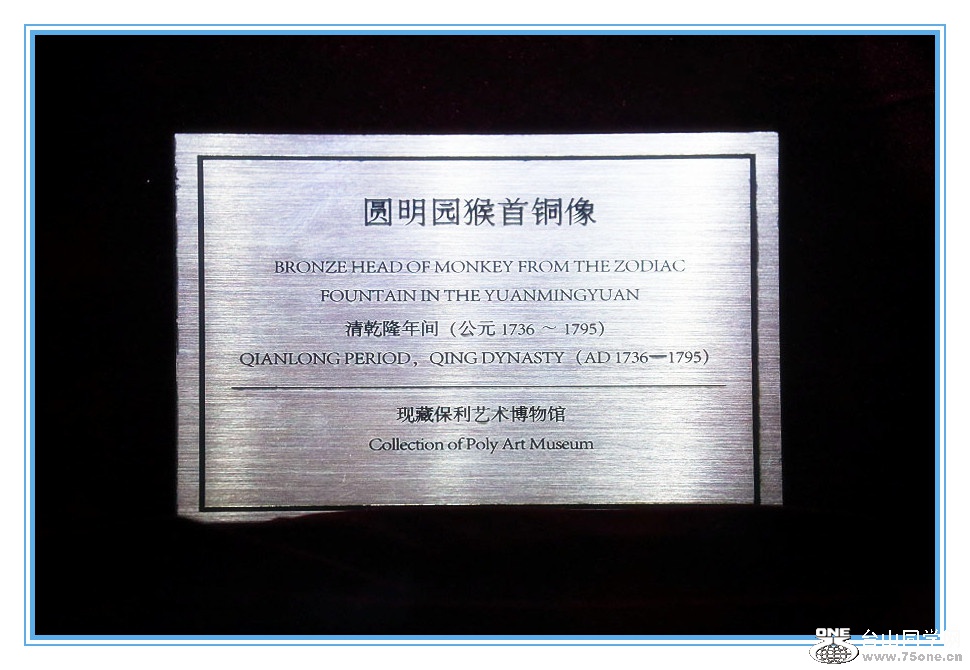 圆明园猴首铜像
BRONZE HEAD OF MONKEY FROM THE ZODIAC
FOUNTAIN IN THE YUANMINGYUAN
清乾隆年间（公元 1736 ～ 1795）
QIANLONG PERIOD，QING DYNASTY（AD 1736—1795）
现藏保利艺术博物馆
Collection of Poly Art Museum
ONE 台山同学网
www.75one.cn